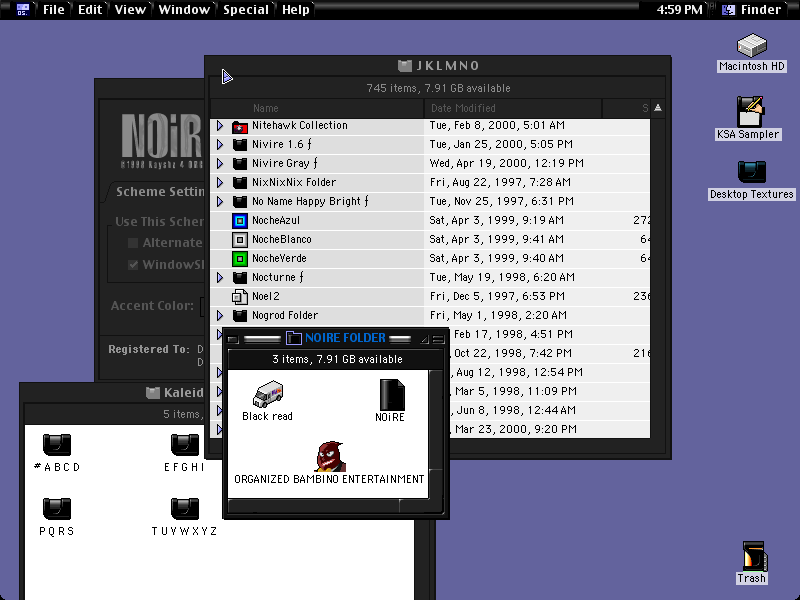 File Edit View Window Special Help 4:59 PM Finder
JKLMNO
745 items, 7.91 GB available
Name Date Modified S
Nitehawk Collection Tue, Feb 8, 2000, 5:01 AM
Nivire 1.6 ƒ Tue, Jan 25, 2000, 5:05 PM
Nivire Gray ƒ Wed, Apr 19, 2000, 12:19 PM
NixNixNix Folder Fri, Aug 22, 1997, 7:28 AM
No Name Happy Bright ƒ Tue, Nov 25, 1997, 6:31 PM
NocheAzul Sat, Apr 3, 1999, 9:19 AM 272
NocheBlanco Sat, Apr 3, 1999, 9:41 AM 64
NocheVerde Sat, Apr 3, 1999, 9:40 AM 64
Nocturne ƒ Tue, May 19, 1998, 6:20 AM
Noel2 Fri, Dec 5, 1997, 6:53 PM 236
Nogrod Folder Fri, May 1, 1998, 2:20 AM
Feb 17, 1998, 4:51 PM
Oct 22, 1998, 7:42 PM 216
Aug 12, 1998, 12:54 PM
Mar 5, 1998, 11:09 PM
Jun 8, 1998, 12:44 AM
Mar 23, 2000, 9:20 PM
NOiR
Scheme Settin
Use This Scher
Alternate
WindowSh
Accent Color:
Registered To: D
D
NOIRE FOLDER
3 items, 7.91 GB available
Black read
NOiRE
ORGANIZED BAMBINO ENTERTAINMENT
Kaleid
5 items,
#ABCD
EFGHI
PQRS
TUVWXYZ
Macintosh HD
KSA Sampler
Desktop Textures
Trash